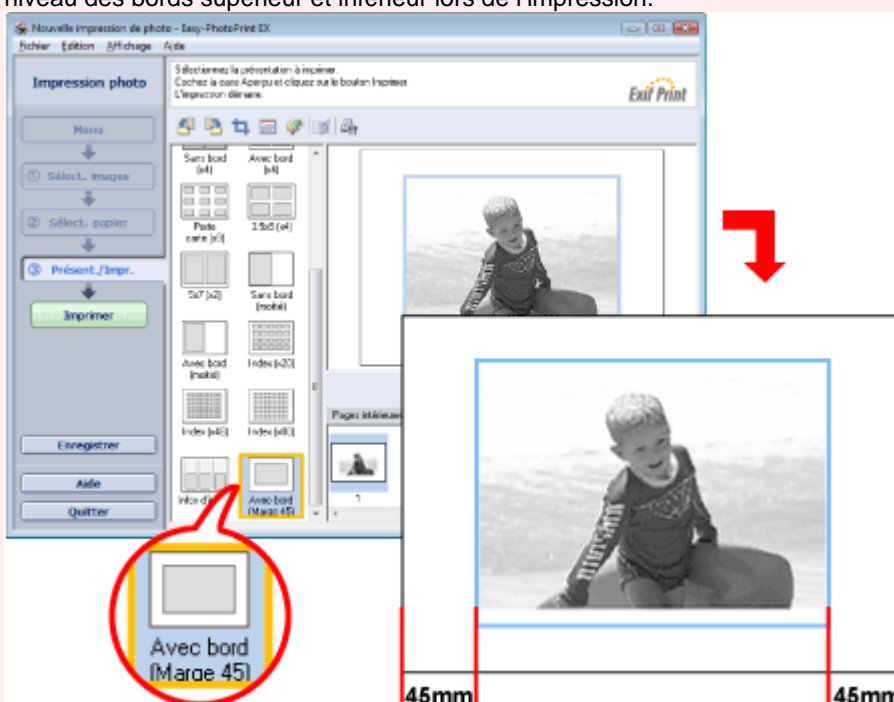 niveau des bords supérieur et inférieur lors de l'impression.
Nouvelle impression de photo - Easy-PhotoPrint EX
Fichier Edition Affichage Aide
Impression photo
Sélectionnez la présentation à imprimer.
Cochez la case Aperçu et cliquez sur le bouton Imprimer.
L'impression démarre.
Exif Print
Menu
① Sélect. images
② Sélect. papier
③ Présent./Impr.
Imprimer
Enregistrer
Aide
Quitter
Sans bord (x4)
Avec bord (x4)
Poste carte (x9)
2.5x5 (x4)
5x7 (x2)
Sans bord (moitié)
Avec bord (moitié)
Index (x20)
Index (x48)
Index (x80)
Avec bord (Marge 45)
1
Avec bord
(Marge 45)
45mm
45mm